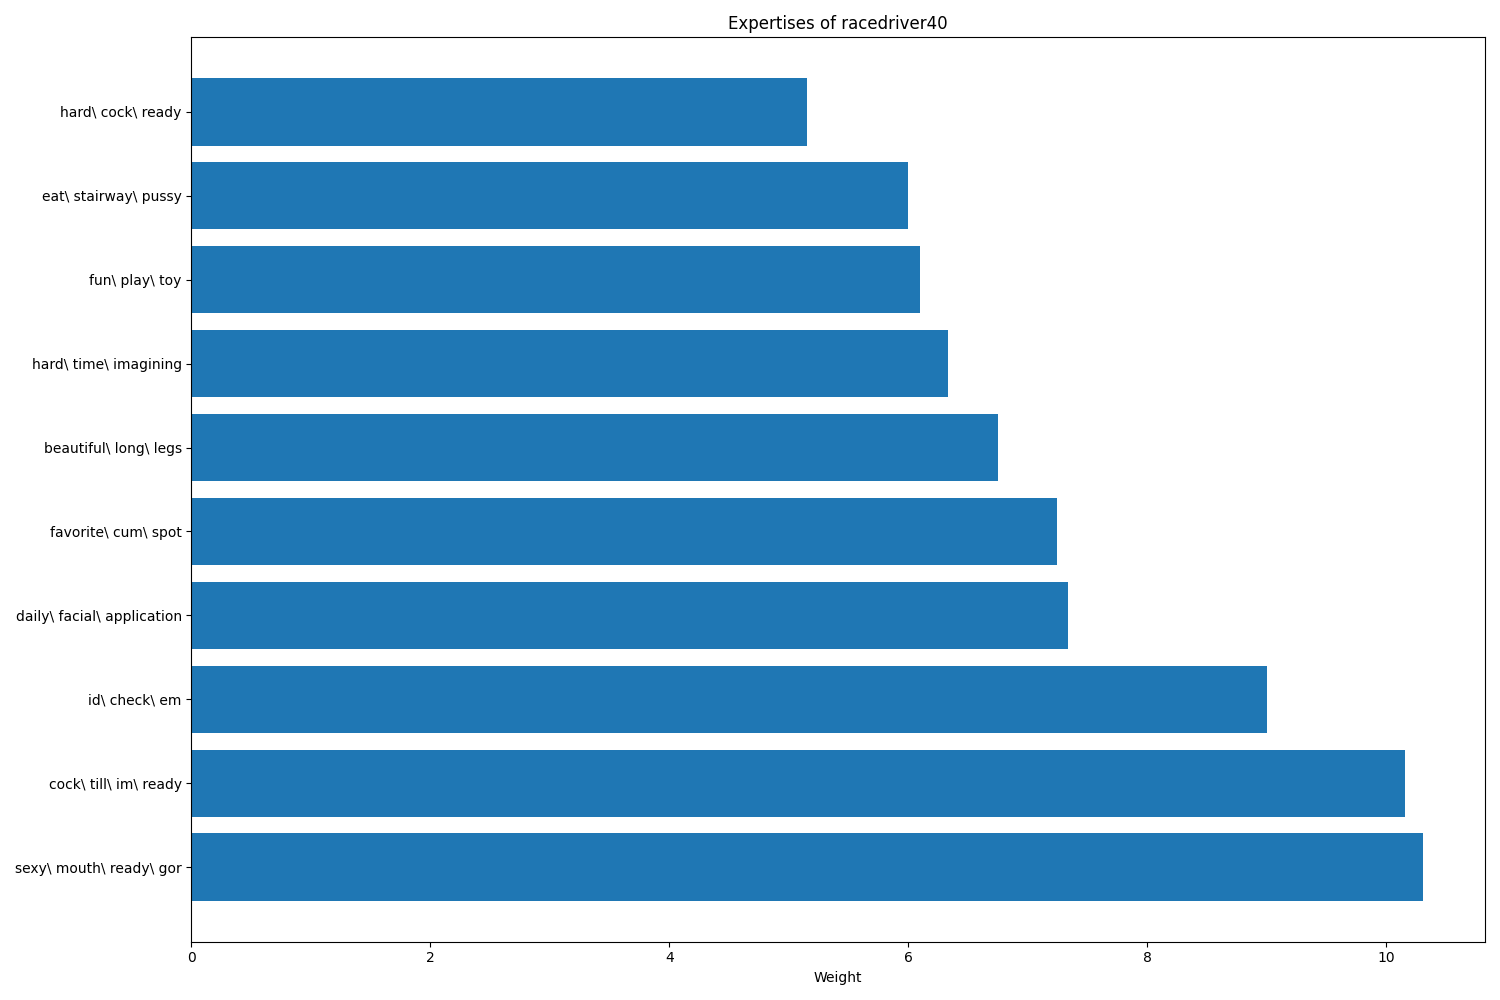 Expertises of racedriver40
hard\ cock\ ready
eat\ stairway\ pussy
fun\ play\ toy
hard\ time\ imagining
beautiful\ long\ legs
favorite\ cum\ spot
daily\ facial\ application
id\ check\ em
cock\ till\ im\ ready
sexy\ mouth\ ready\ gor
0 2 4 6 8 10
Weight